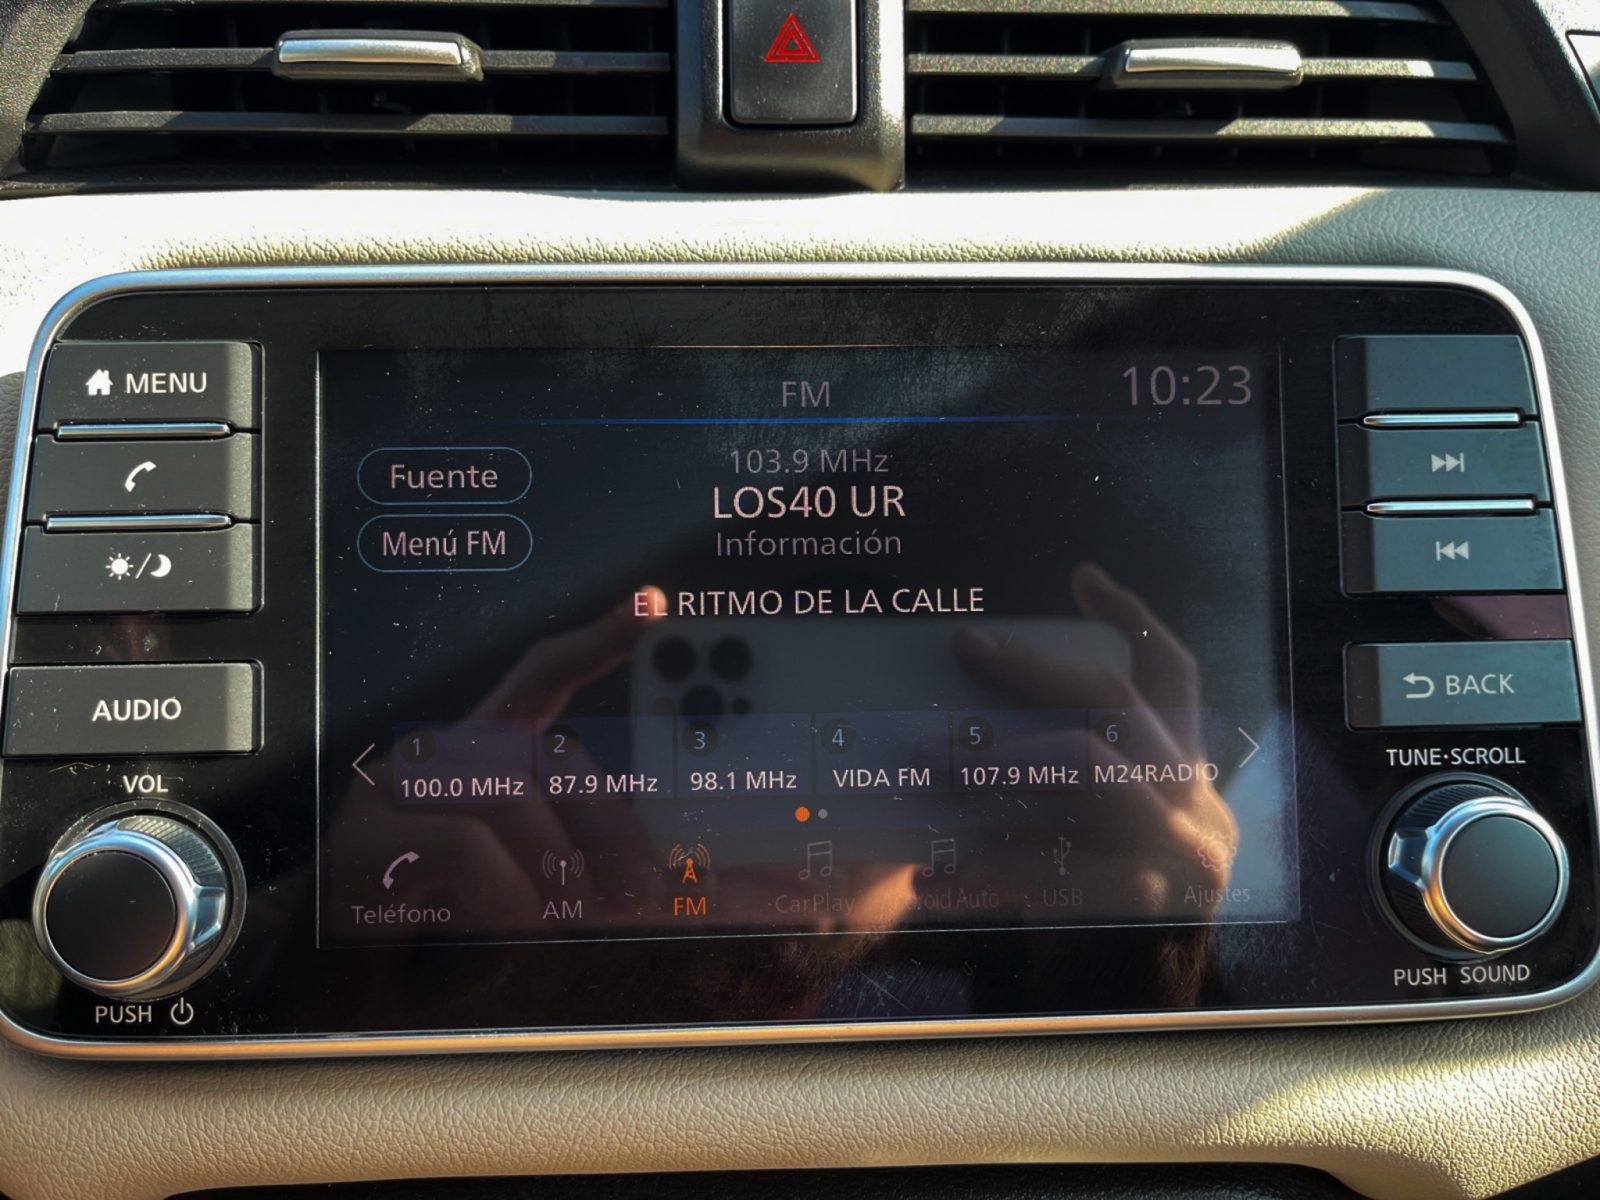 MENU
FM
10:23
Fuente
103.9 MHz
LOS40 UR
Menú FM
Información
EL RITMO DE LA CALLE
AUDIO
BACK
VOL
TUNE·SCROLL
1
2
3
4
5
6
100.0 MHz
87.9 MHz
98.1 MHz
VIDA FM
107.9 MHz
M24RADIO
Teléfono
AM
FM
CarPlay
Android Auto
USB
Ajustes
PUSH
PUSH SOUND